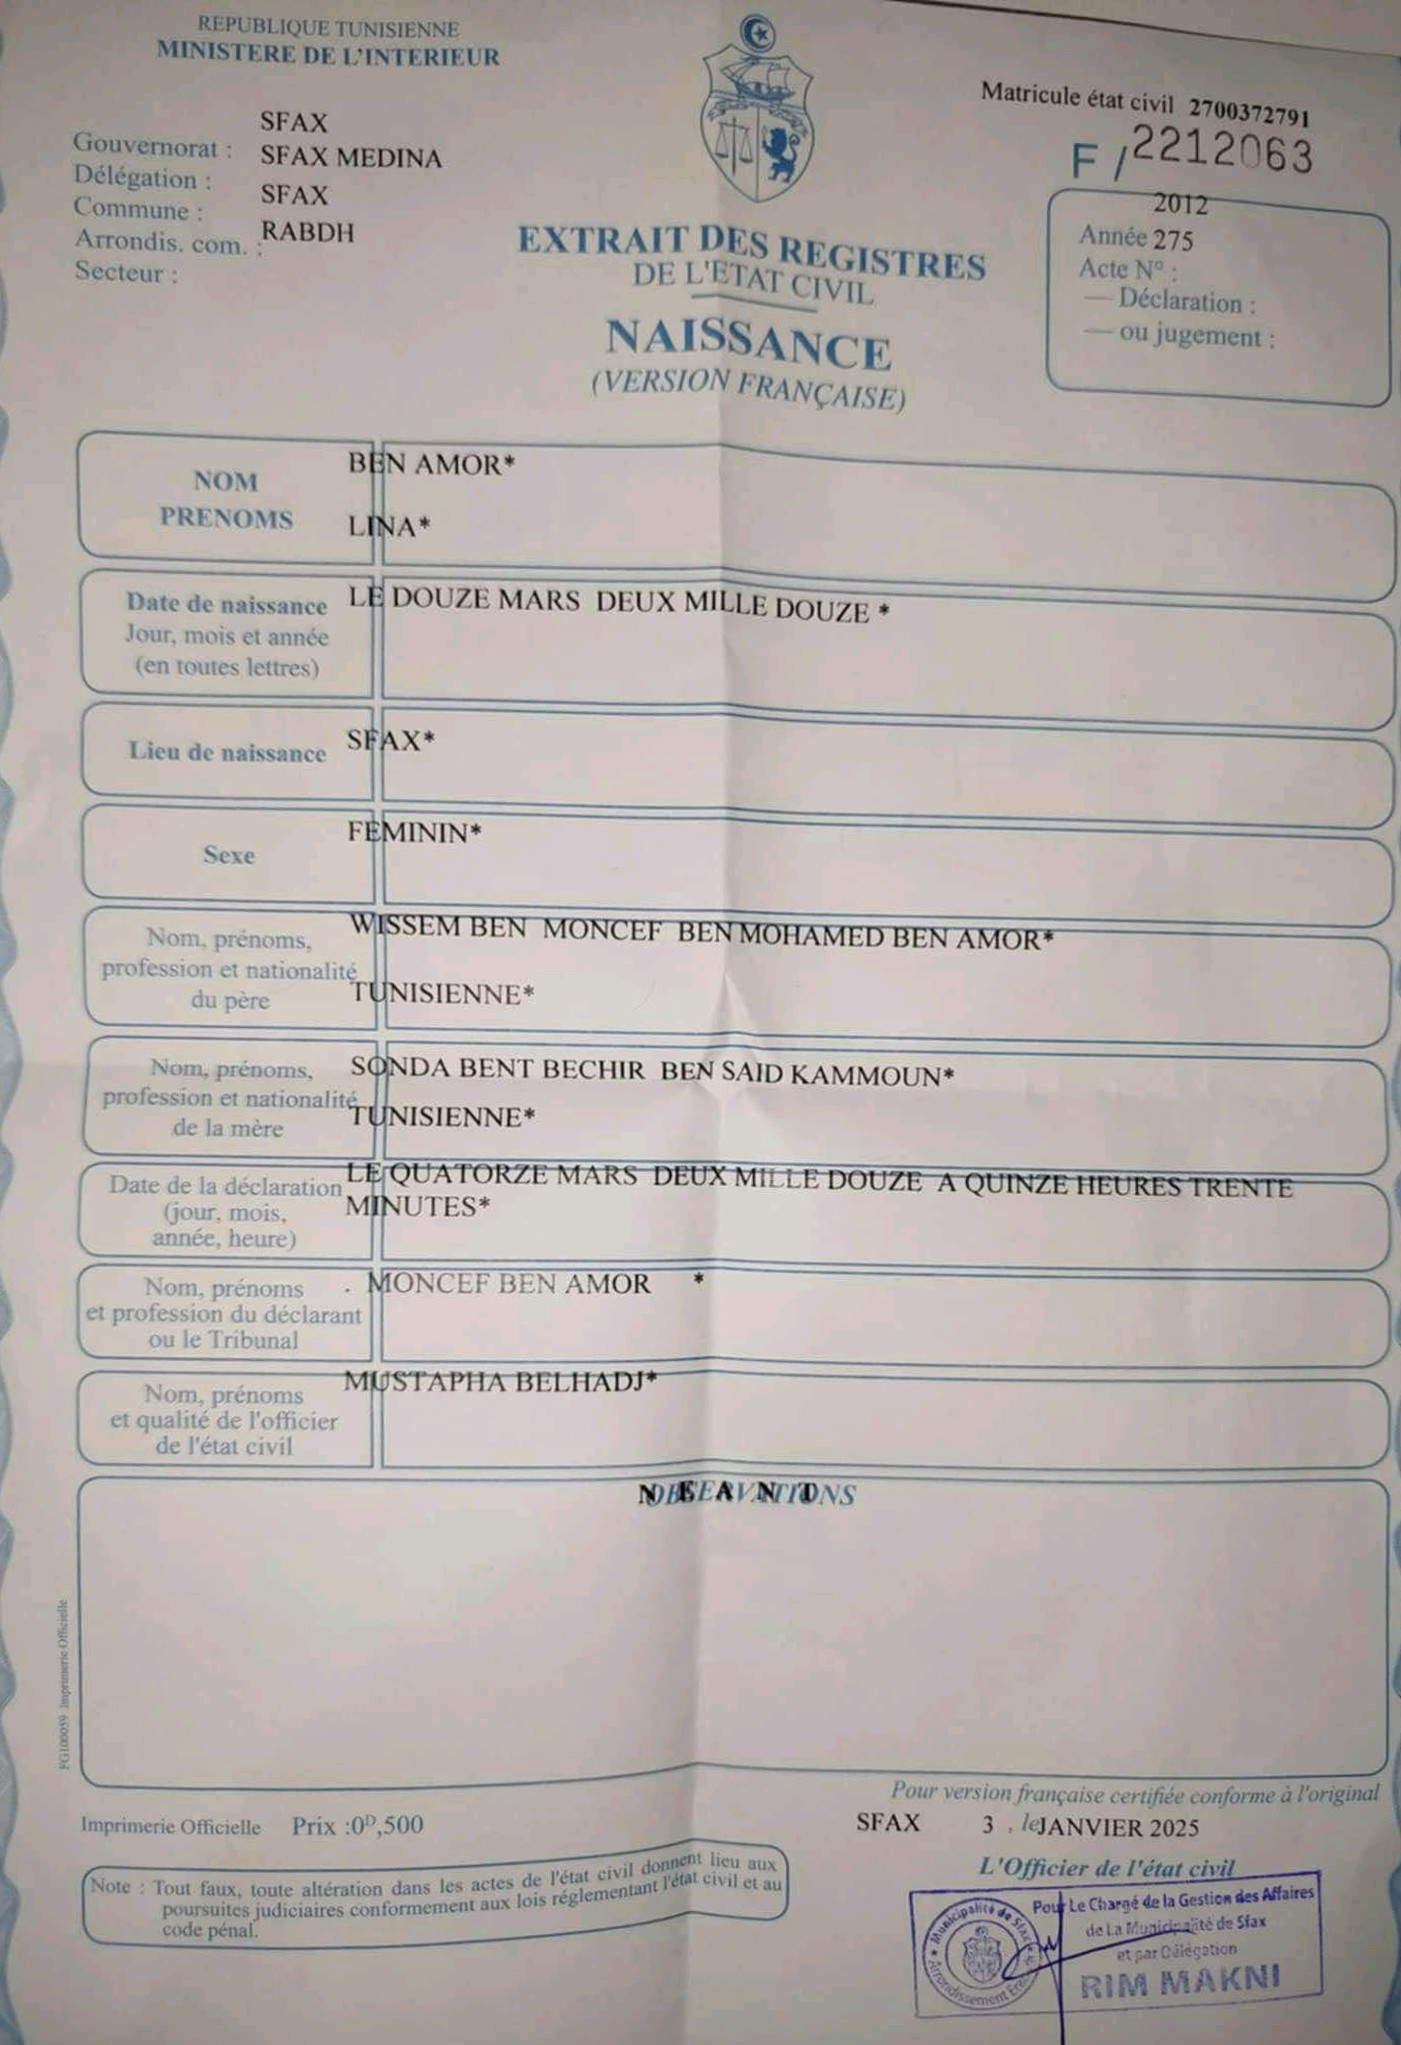 REPUBLIQUE TUNISIENNE
MINISTERE DE L'INTERIEUR
Matricule état civil 2700372791
F / 2212063
SFAX
Gouvernorat : SFAX MEDINA
Délégation : SFAX
Commune : RABDH
Arrondis. com. :
Secteur :
2012
Année 275
Acte N° :
— Déclaration :
— ou jugement :
EXTRAIT DES REGISTRES
DE L'ETAT CIVIL
NAISSANCE
(VERSION FRANÇAISE)
NOM BEN AMOR*
PRENOMS LINA*
Date de naissance LE DOUZE MARS DEUX MILLE DOUZE *
Jour, mois et année
(en toutes lettres)
Lieu de naissance SFAX*
Sexe FEMININ*
Nom, prénoms, WISSEM BEN MONCEF BEN MOHAMED BEN AMOR*
profession et nationalité
du père TUNISIENNE*
Nom, prénoms, SONDA BENT BECHIR BEN SAID KAMMOUN*
profession et nationalité TUNISIENNE*
de la mère
Date de la déclaration LE QUATORZE MARS DEUX MILLE DOUZE A QUINZE HEURES TRENTE
(jour, mois, MINUTES*
année, heure)
Nom, prénoms . MONCEF BEN AMOR *
et profession du déclarant
ou le Tribunal
Nom, prénoms MUSTAPHA BELHADJ*
et qualité de l'officier
de l'état civil
OBSERVATIONS
N E A N T
FG100059 Imprimerie Officielle
Pour version française certifiée conforme à l'original
Imprimerie Officielle Prix :0D,500
SFAX 3 , le JANVIER 2025
L'Officier de l'état civil
Note : Tout faux, toute altération dans les actes de l'état civil donnent lieu aux
poursuites judiciaires conformement aux lois réglementant l'état civil et au
code pénal.
Municipalité de Sfax
Arrondissement
Pour Le Chargé de la Gestion des Affaires
de La Municipalité de Sfax
et par Délégation
RIM MAKNI